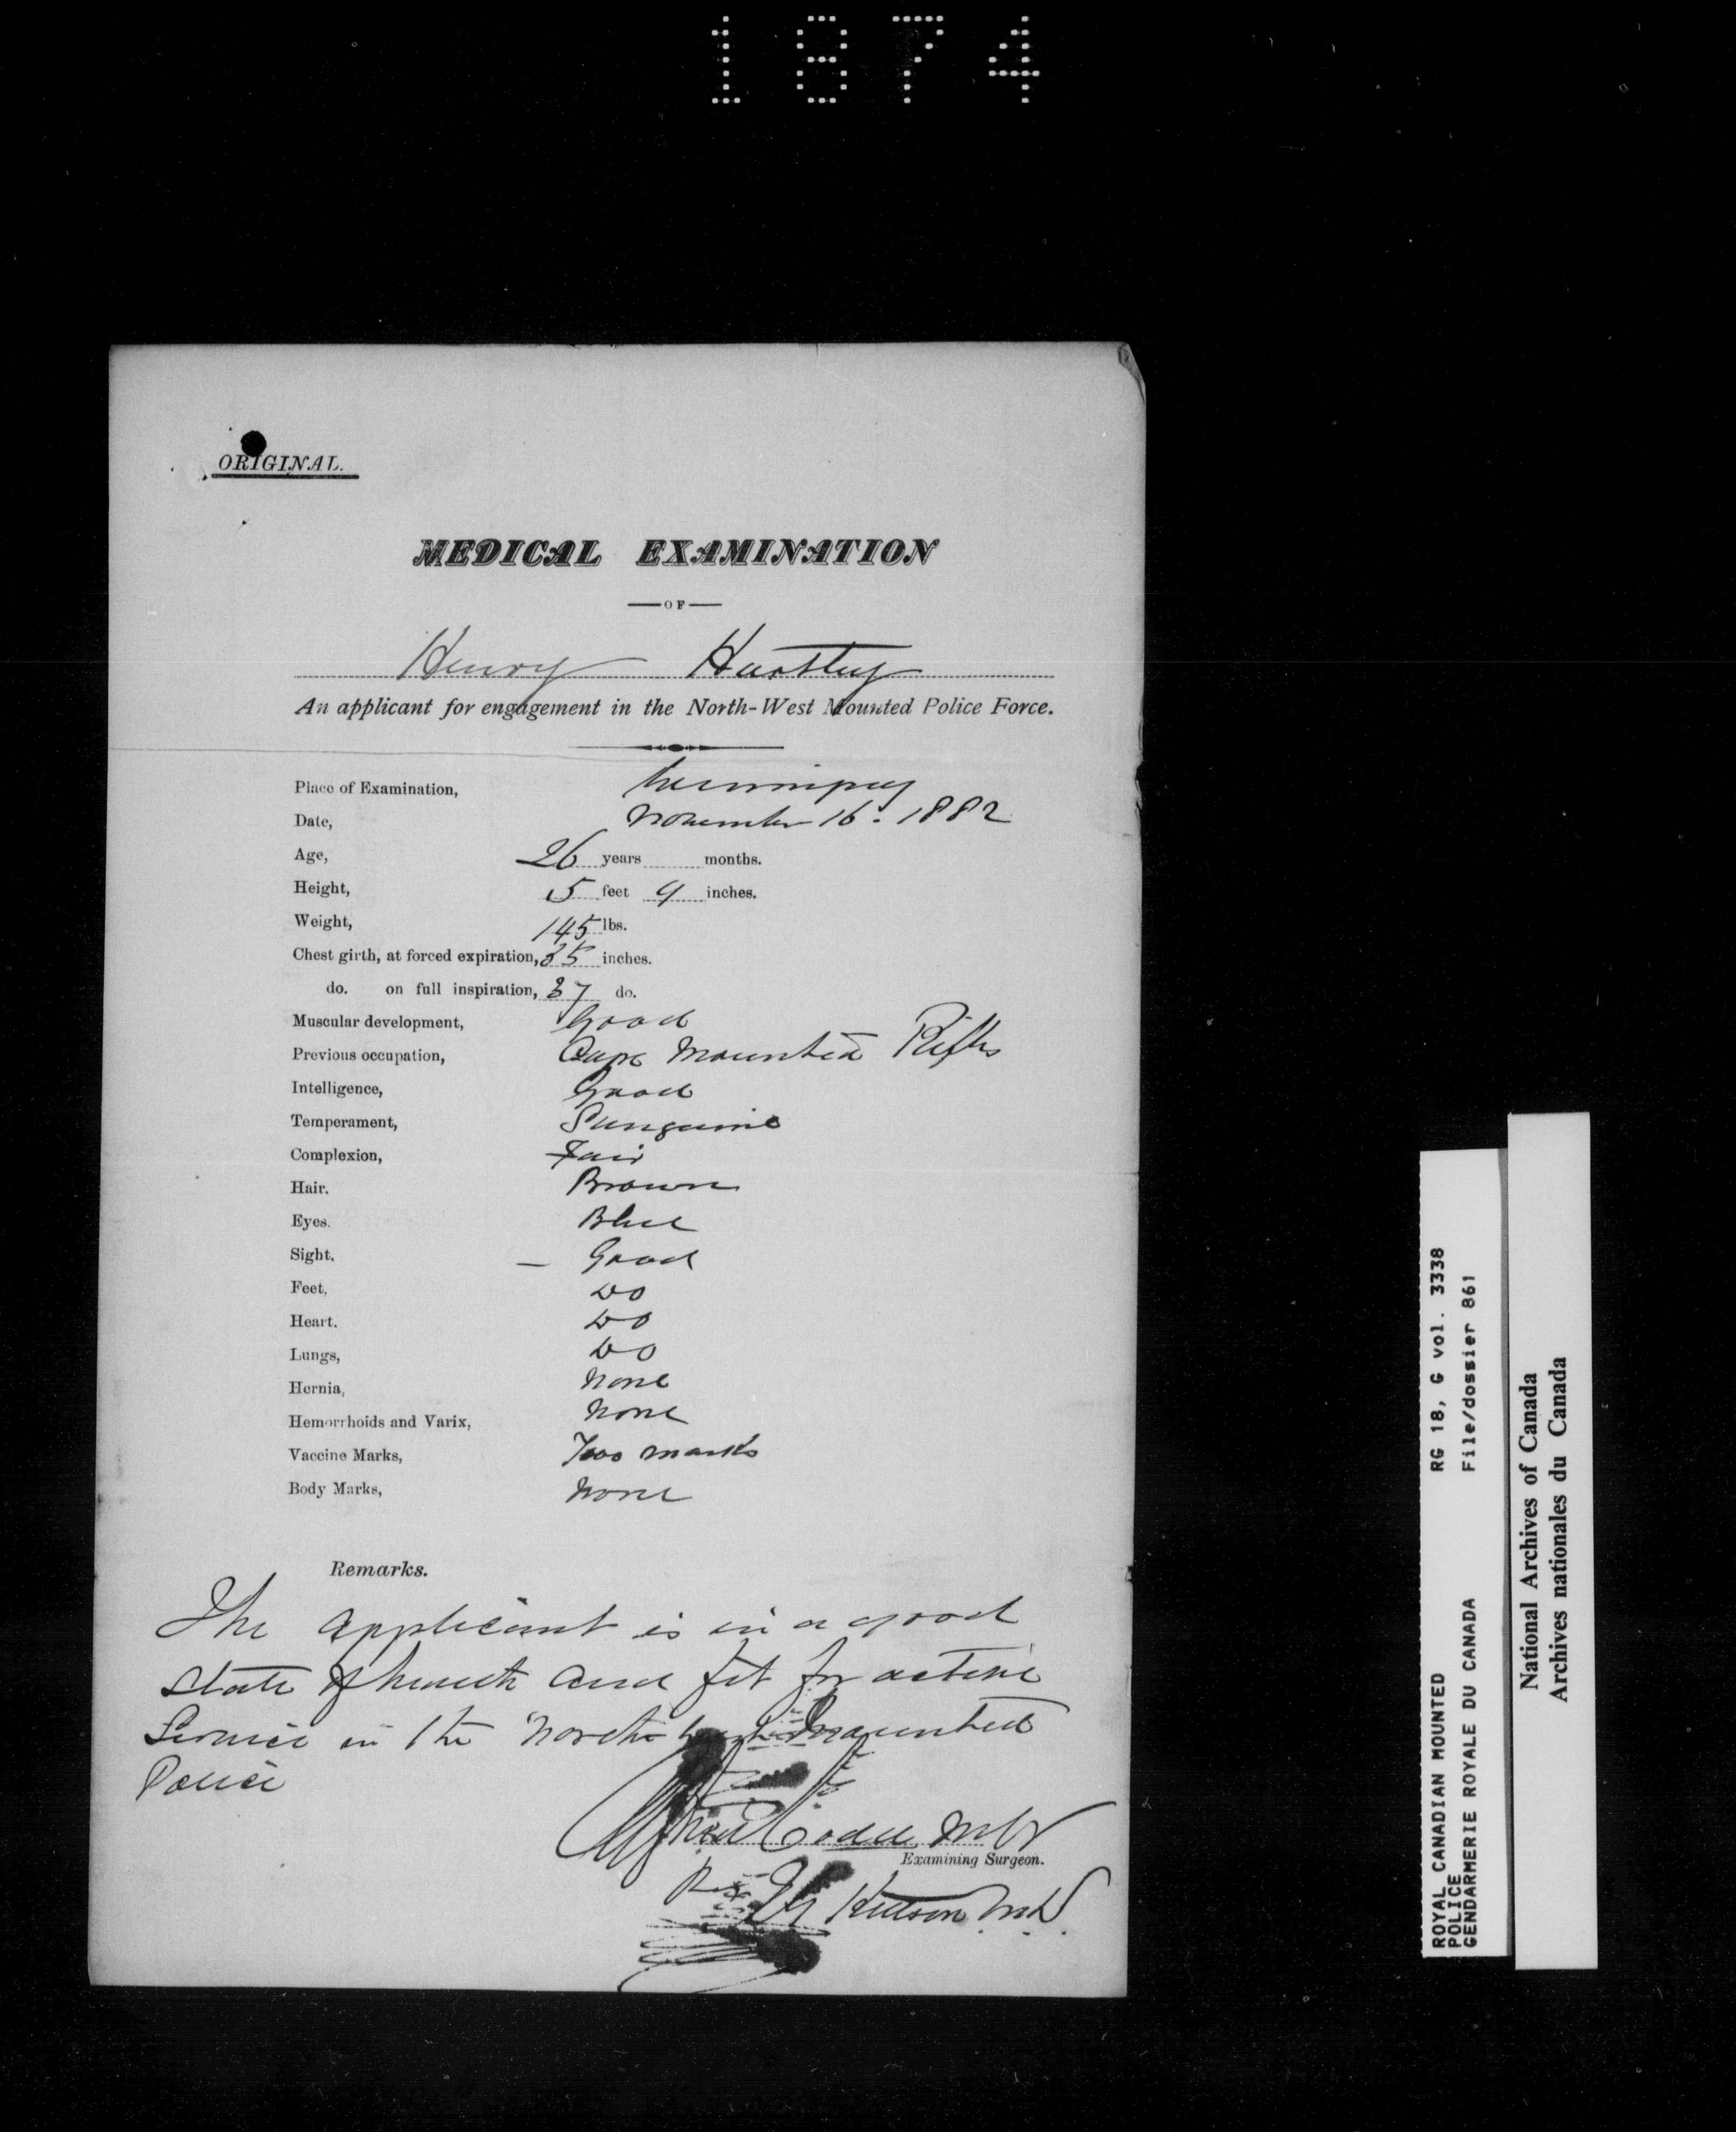 1874
ORIGINAL.
MEDICAL EXAMINATION
—OF—
Henry Hartley
An applicant for engagement in the North-West Mounted Police Force.
Place of Examination, Winnipeg
Date, November 16. 1882
Age, 26 years months.
Height, 5 feet 9 inches.
Weight, 145 lbs.
Chest girth, at forced expiration, 35 inches.
do. on full inspiration, 37 do.
Muscular development, Good
Previous occupation, Cape Mounted Rifles
Intelligence, Good
Temperament, Sanguine
Complexion, Fair
Hair. Brown
Eyes. Blue
Sight. — Good
Feet, Do
Heart. Do
Lungs, Do
Hernia, None
Hemorrhoids and Varix, None
Vaccine Marks, Two marks
Body Marks, None
Remarks.
The applicant is in a good
state of health and fit for active
Service in the North West Mounted
Police
Alfred Codd MD
Examining Surgeon.
Kittson MD
ROYAL CANADIAN MOUNTED RG 18, G vol. 3338
POLICE
GENDARMERIE ROYALE DU CANADA File/dossier 861
National Archives of Canada
Archives nationales du Canada